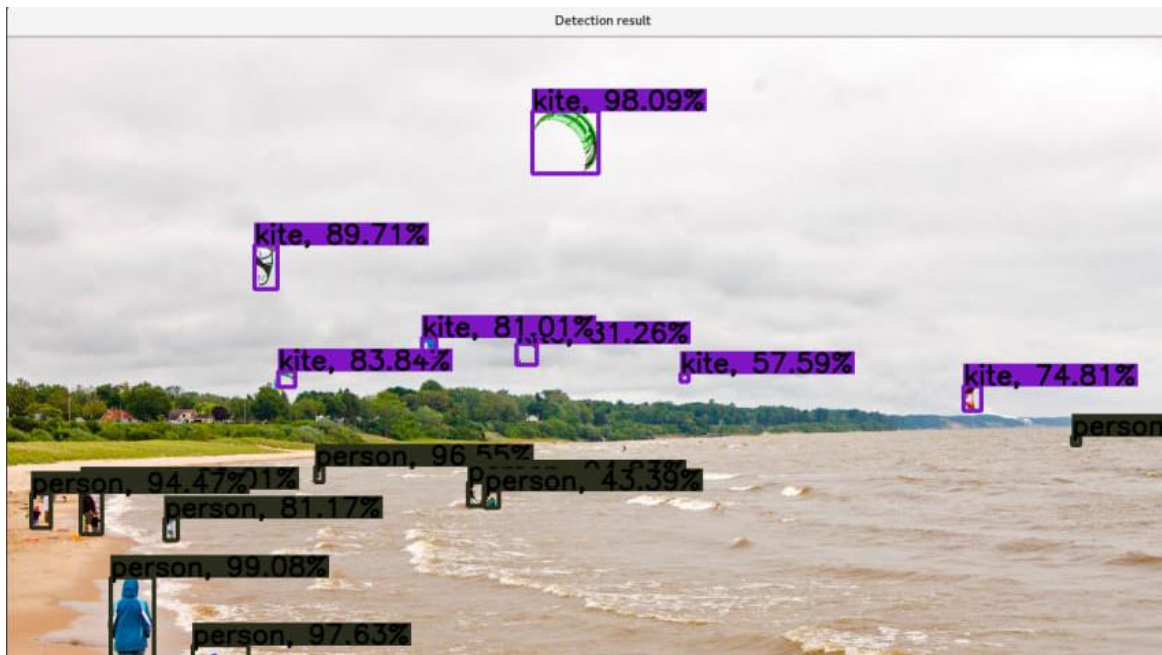 Detection result
kite, 98.09%
kite, 89.71%
kite, 81.01%
31.26%
kite, 83.84%
kite, 57.59%
kite, 74.81%
person
person, 96.55%
person, 94.47%
person, 43.39%
person, 81.17%
person, 99.08%
person, 97.63%